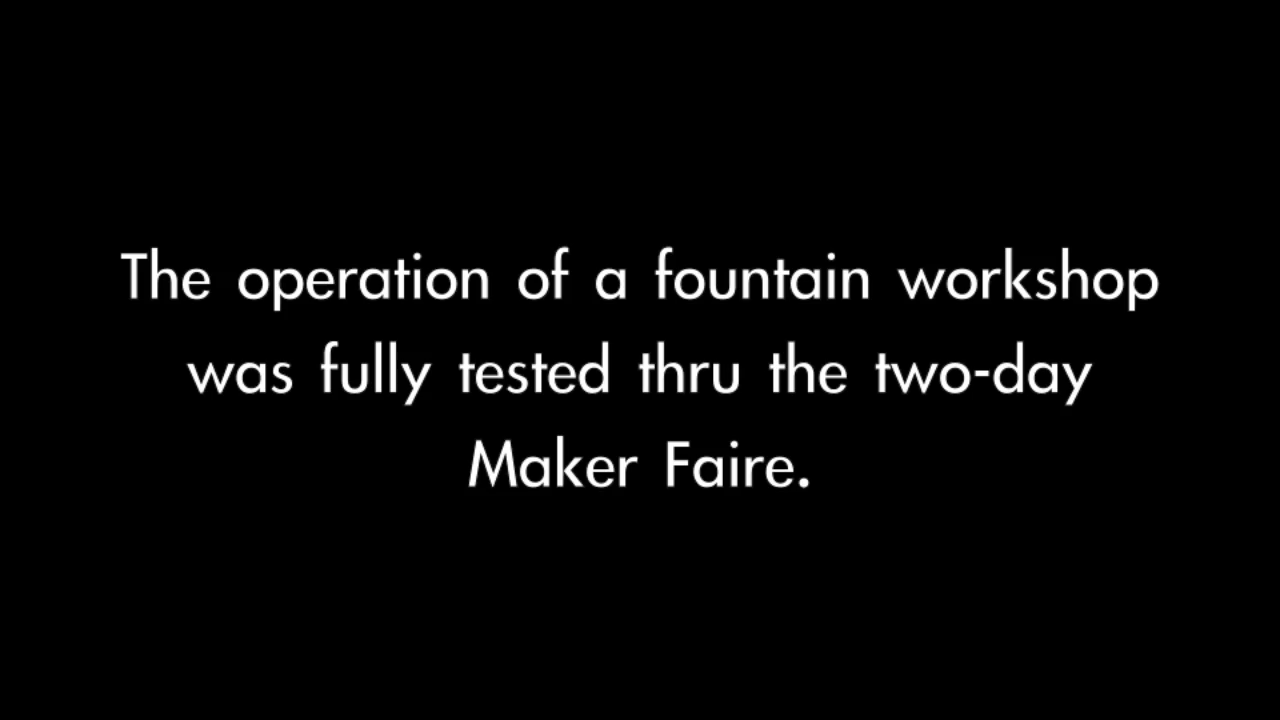 The operation of a fountain workshop
was fully tested thru the two-day
Maker Faire.